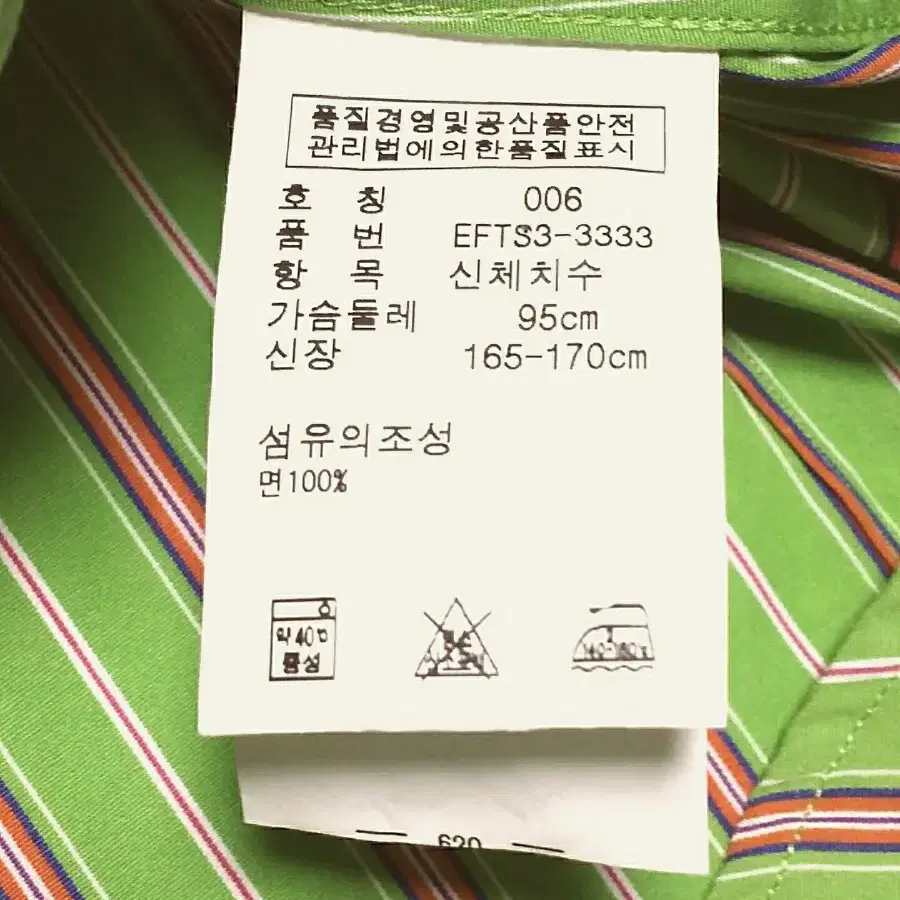 품질경영및공산품안전
관리법에의한품질표시
호 칭 006
품 번 EFTS3-3333
항 목 신체치수
가슴둘레 95cm
신장 165-170cm
섬유의조성
면100%
약40℃
중성
620